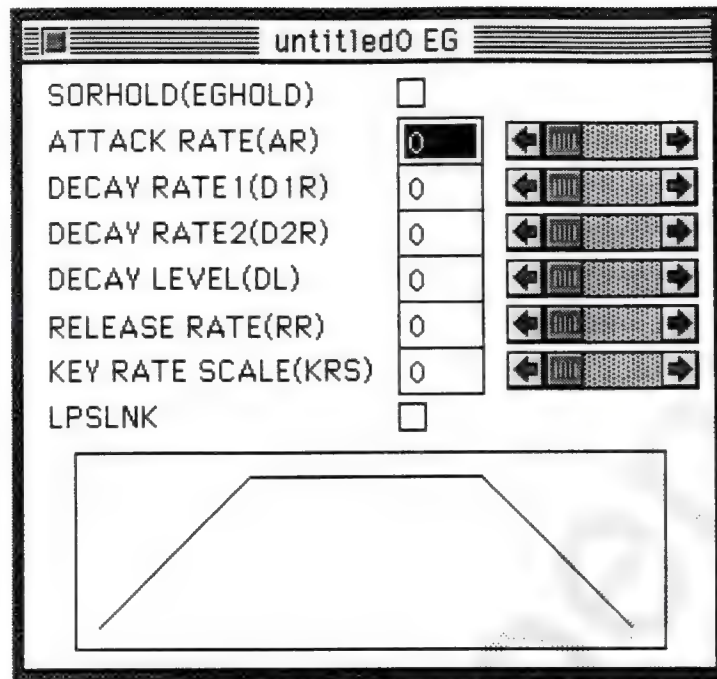 untitled0 EG
SORHOLD(EGHOLD)
ATTACK RATE(AR) 0
DECAY RATE1(D1R) 0
DECAY RATE2(D2R) 0
DECAY LEVEL(DL) 0
RELEASE RATE(RR) 0
KEY RATE SCALE(KRS) 0
LPSLNK